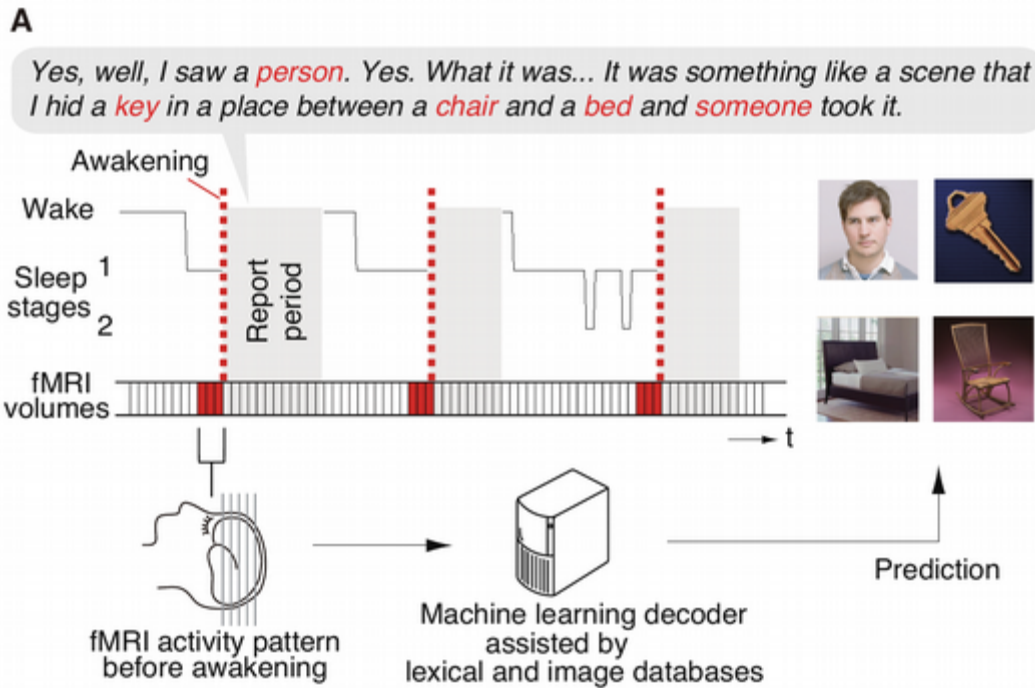 A
Yes, well, I saw a person. Yes. What it was... It was something like a scene that
I hid a key in a place between a chair and a bed and someone took it.
Awakening
Wake
Sleep
stages
1
2
Report
period
fMRI
volumes
t
Prediction
fMRI activity pattern
before awakening
Machine learning decoder
assisted by
lexical and image databases